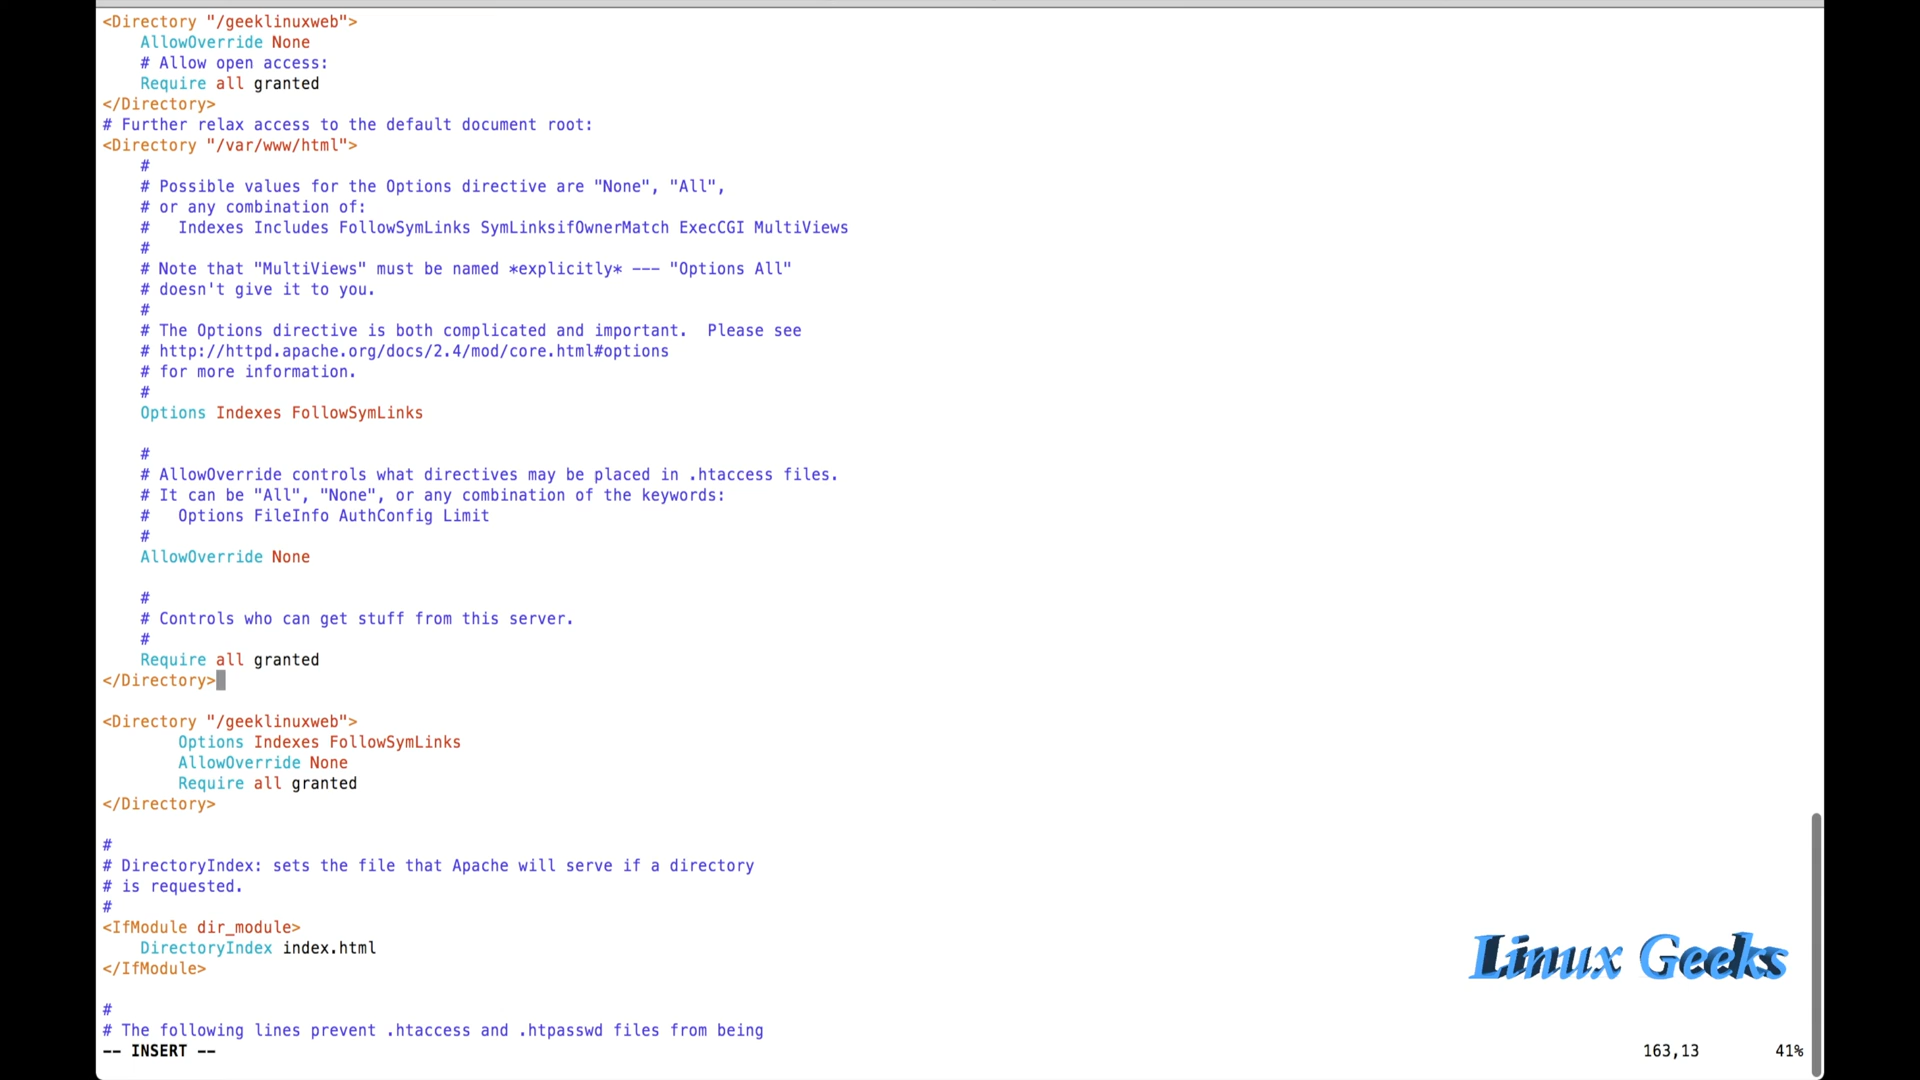 <Directory "/geeklinuxweb">
    AllowOverride None
    # Allow open access:
    Require all granted
</Directory>
# Further relax access to the default document root:
<Directory "/var/www/html">
    #
    # Possible values for the Options directive are "None", "All",
    # or any combination of:
    #   Indexes Includes FollowSymLinks SymLinksifOwnerMatch ExecCGI MultiViews
    #
    # Note that "MultiViews" must be named *explicitly* --- "Options All"
    # doesn't give it to you.
    #
    # The Options directive is both complicated and important.  Please see
    # http://httpd.apache.org/docs/2.4/mod/core.html#options
    # for more information.
    #
    Options Indexes FollowSymLinks

    #
    # AllowOverride controls what directives may be placed in .htaccess files.
    # It can be "All", "None", or any combination of the keywords:
    #   Options FileInfo AuthConfig Limit
    #
    AllowOverride None

    #
    # Controls who can get stuff from this server.
    #
    Require all granted
</Directory>

<Directory "/geeklinuxweb">
        Options Indexes FollowSymLinks
        AllowOverride None
        Require all granted
</Directory>

#
# DirectoryIndex: sets the file that Apache will serve if a directory
# is requested.
#
<IfModule dir_module>
    DirectoryIndex index.html
</IfModule>
Linux Geeks

#
# The following lines prevent .htaccess and .htpasswd files from being
-- INSERT -- 163,13 41%